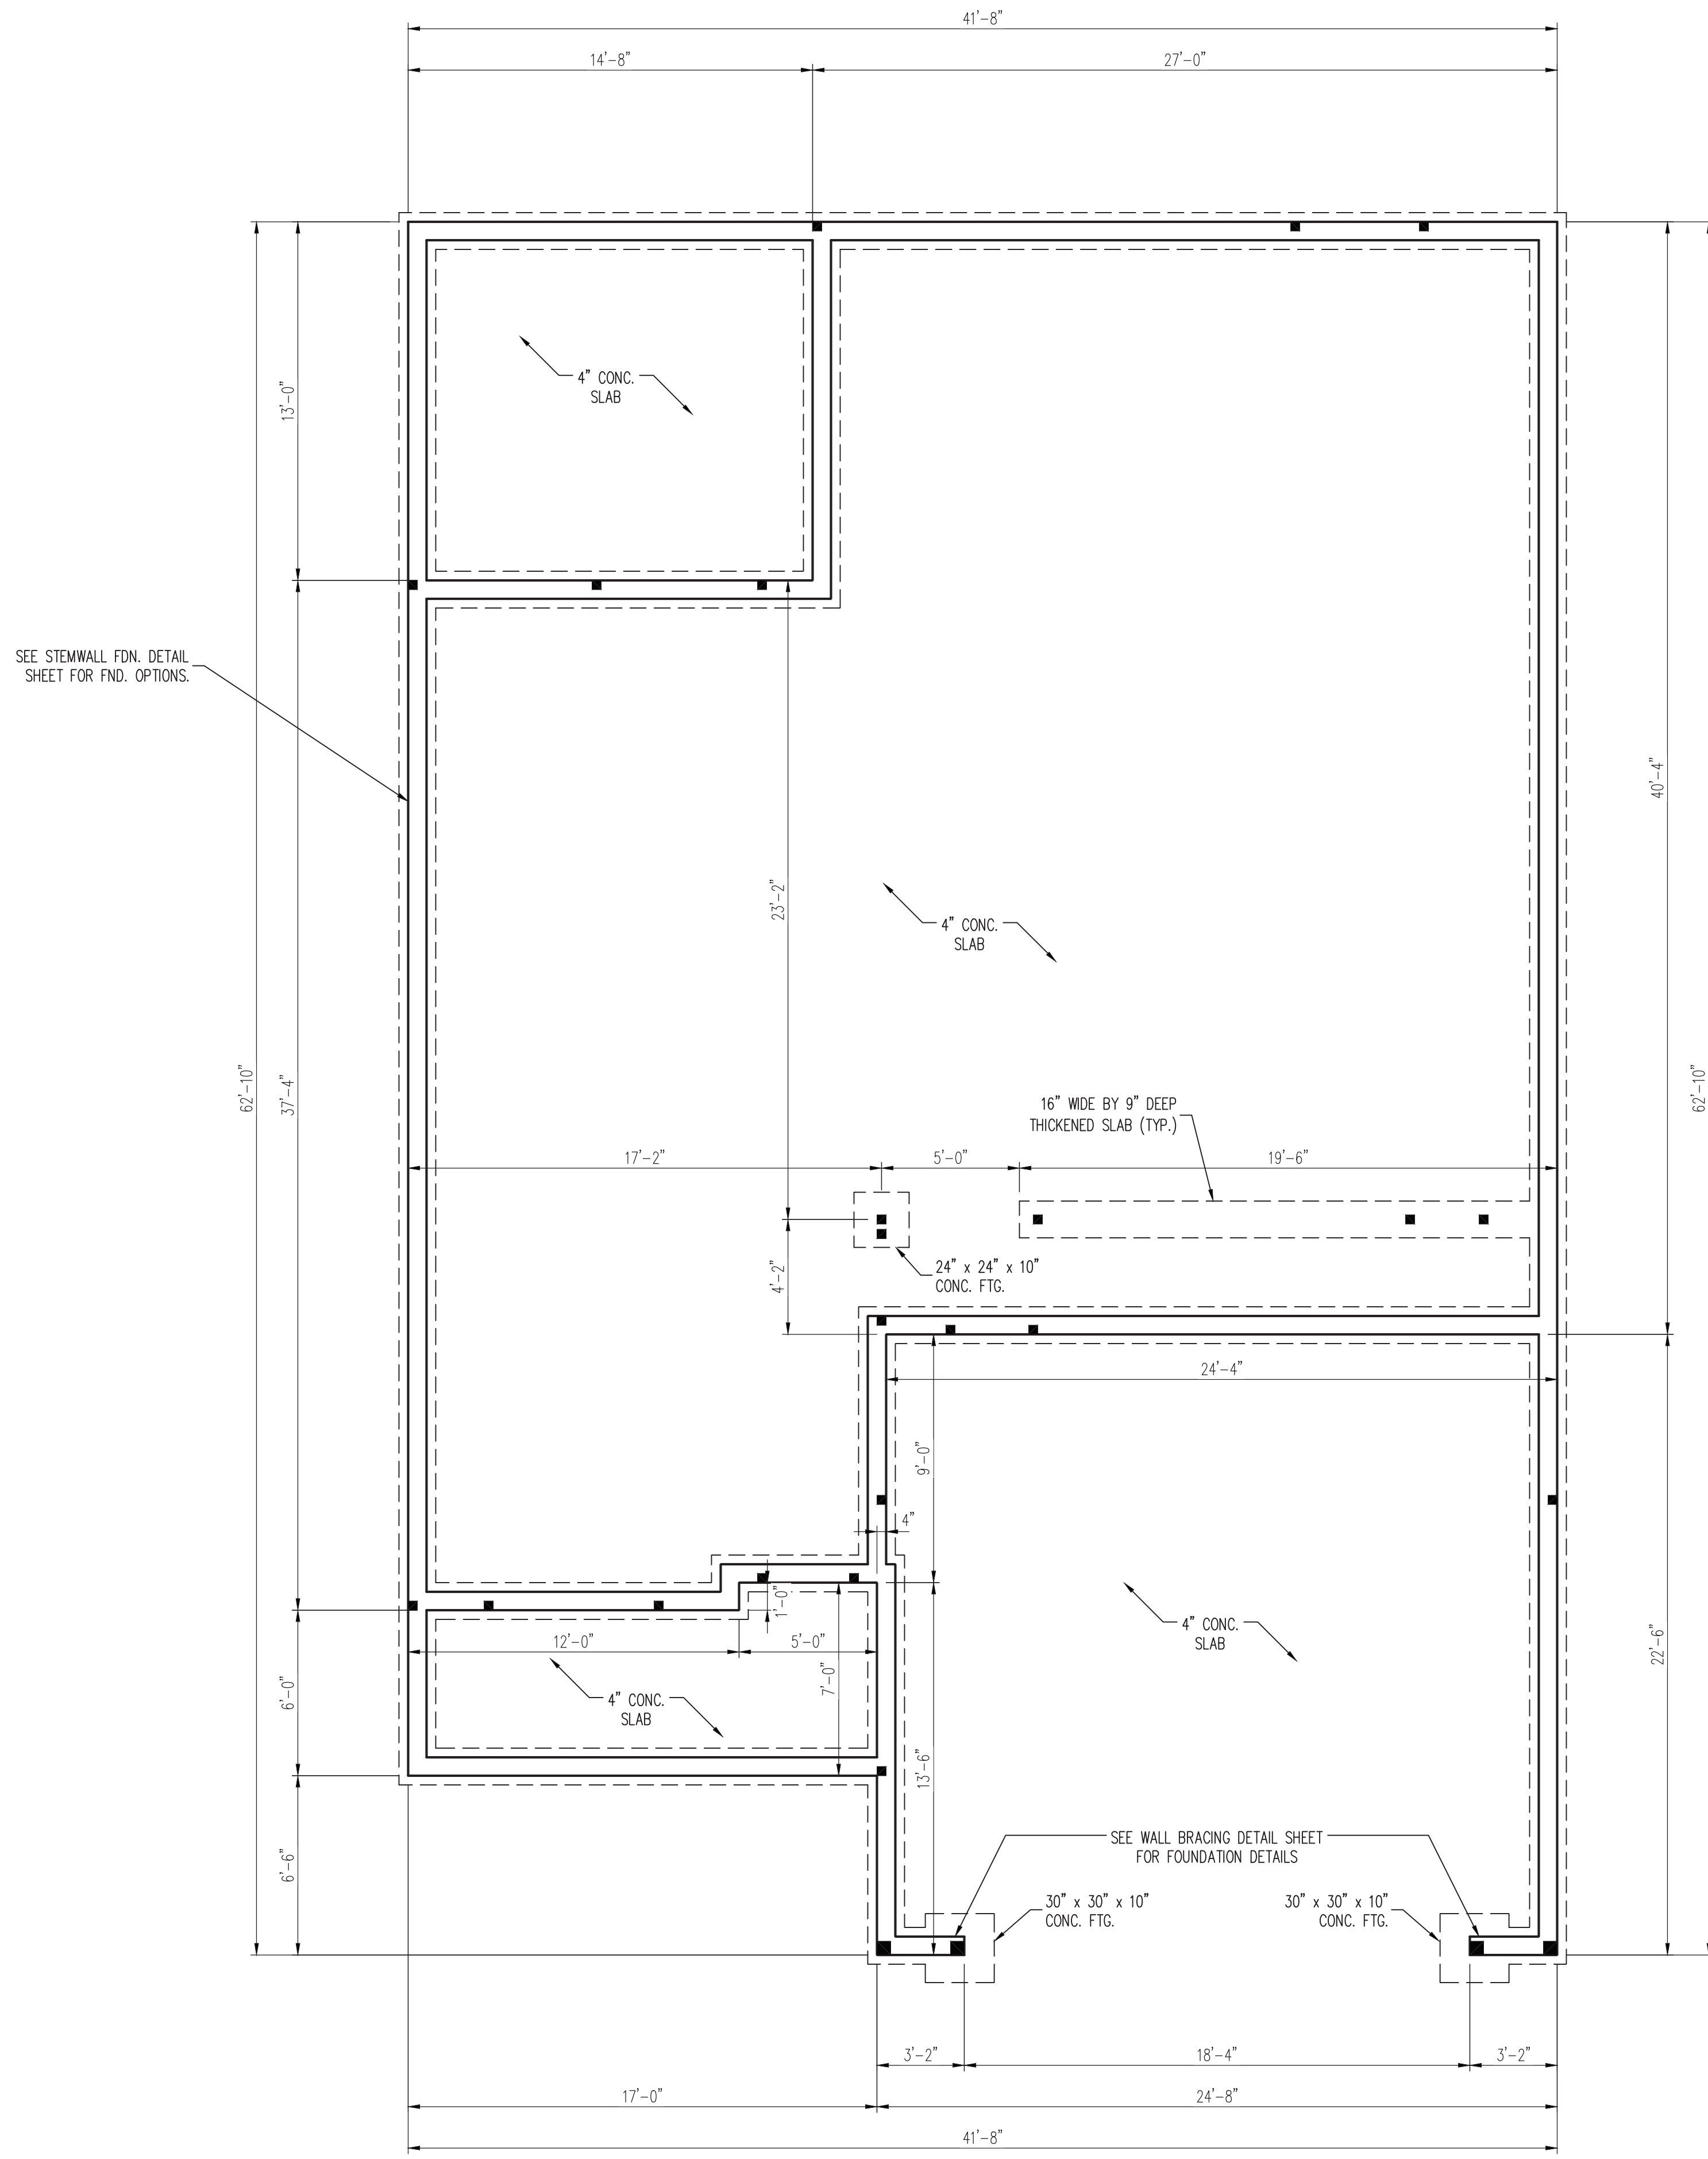 41'-8"
14'-8"
27'-0"
13'-0"
4" CONC.
SLAB
SEE STEMWALL FDN. DETAIL
SHEET FOR FND. OPTIONS.
40'-4"
23'-2"
4" CONC.
SLAB
62'-10"
37'-4"
62'-10"
16" WIDE BY 9" DEEP
THICKENED SLAB (TYP.)
17'-2"
5'-0"
19'-6"
4'-2"
24" x 24" x 10"
CONC. FTG.
24'-4"
9'-0"
4"
1'-0"
12'-0"
5'-0"
7'-0"
4" CONC.
SLAB
22'-6"
6'-0"
4" CONC.
SLAB
13'-6"
6'-6"
SEE WALL BRACING DETAIL SHEET
FOR FOUNDATION DETAILS
30" x 30" x 10"
CONC. FTG.
30" x 30" x 10"
CONC. FTG.
3'-2"
18'-4"
3'-2"
17'-0"
24'-8"
41'-8"